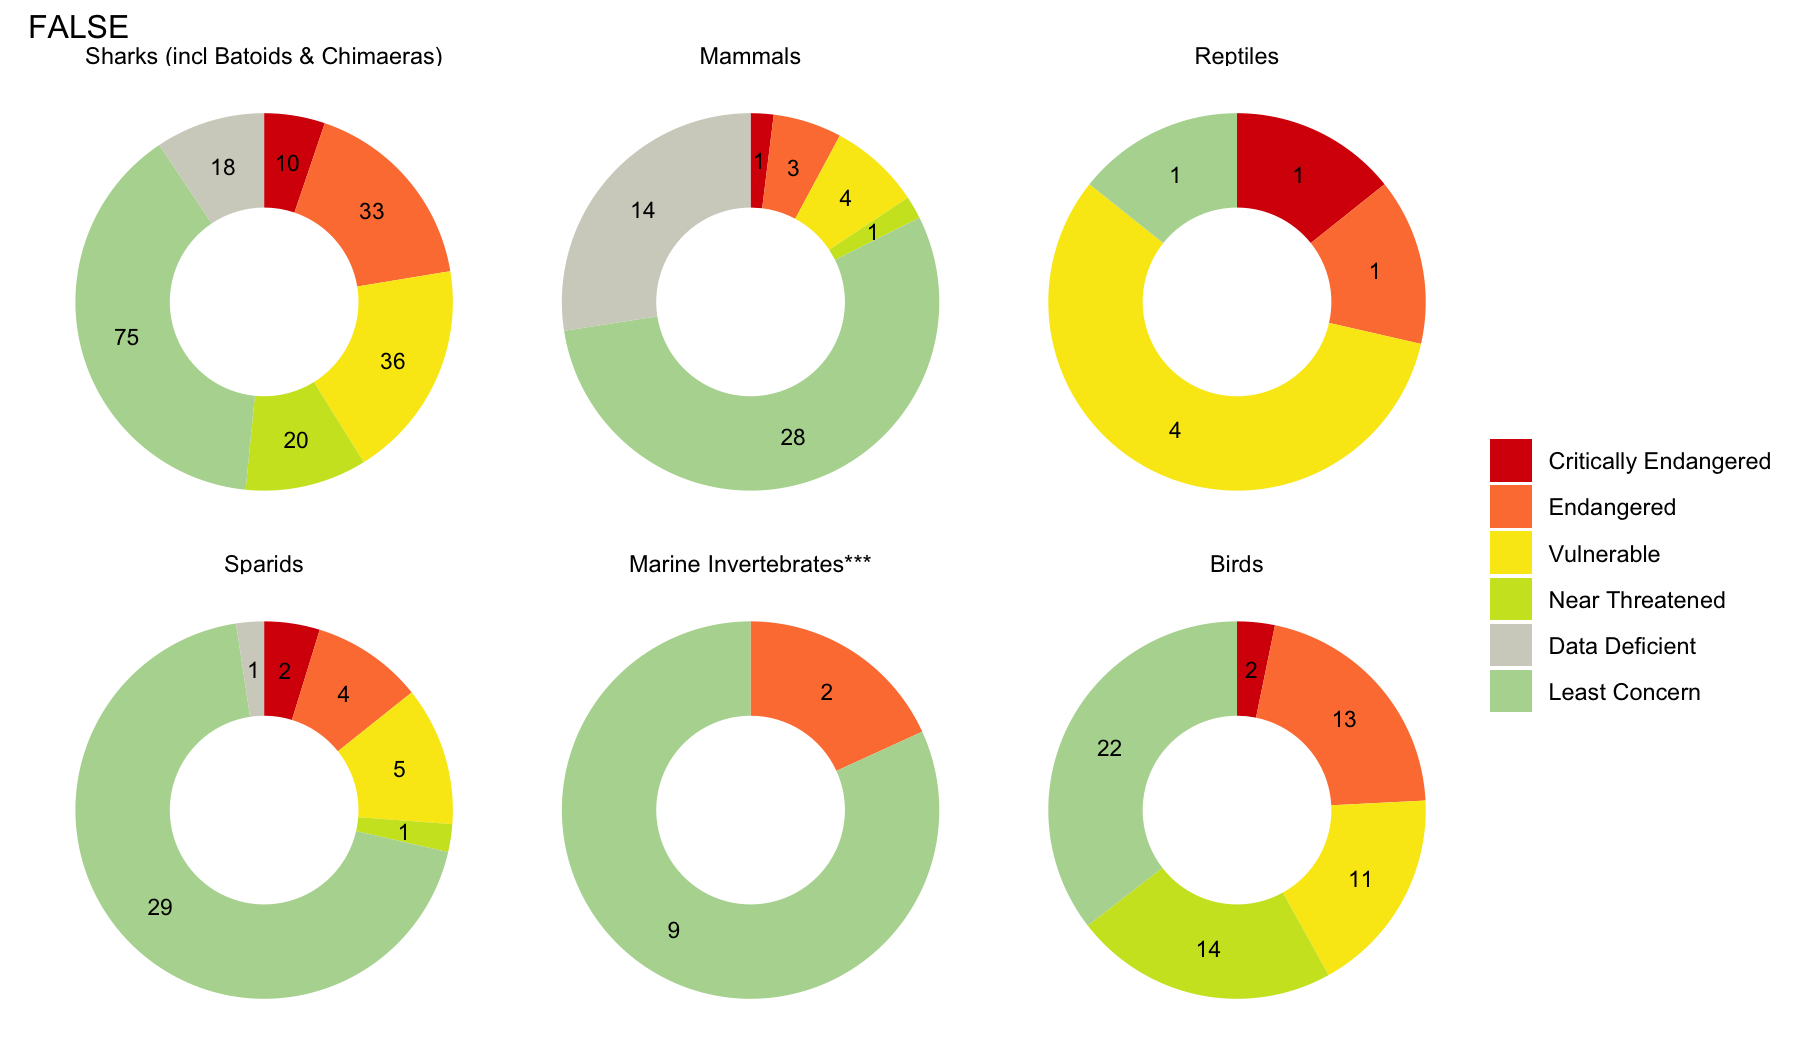 FALSE
Sharks (incl Batoids & Chimaeras)
Mammals
Reptiles
18
10
33
75
36
20
1
3
4
1
14
28
1
1
1
4
Critically Endangered
Endangered
Vulnerable
Near Threatened
Data Deficient
Least Concern
Sparids
Marine Invertebrates***
Birds
1
2
4
5
1
29
2
9
2
13
22
11
14